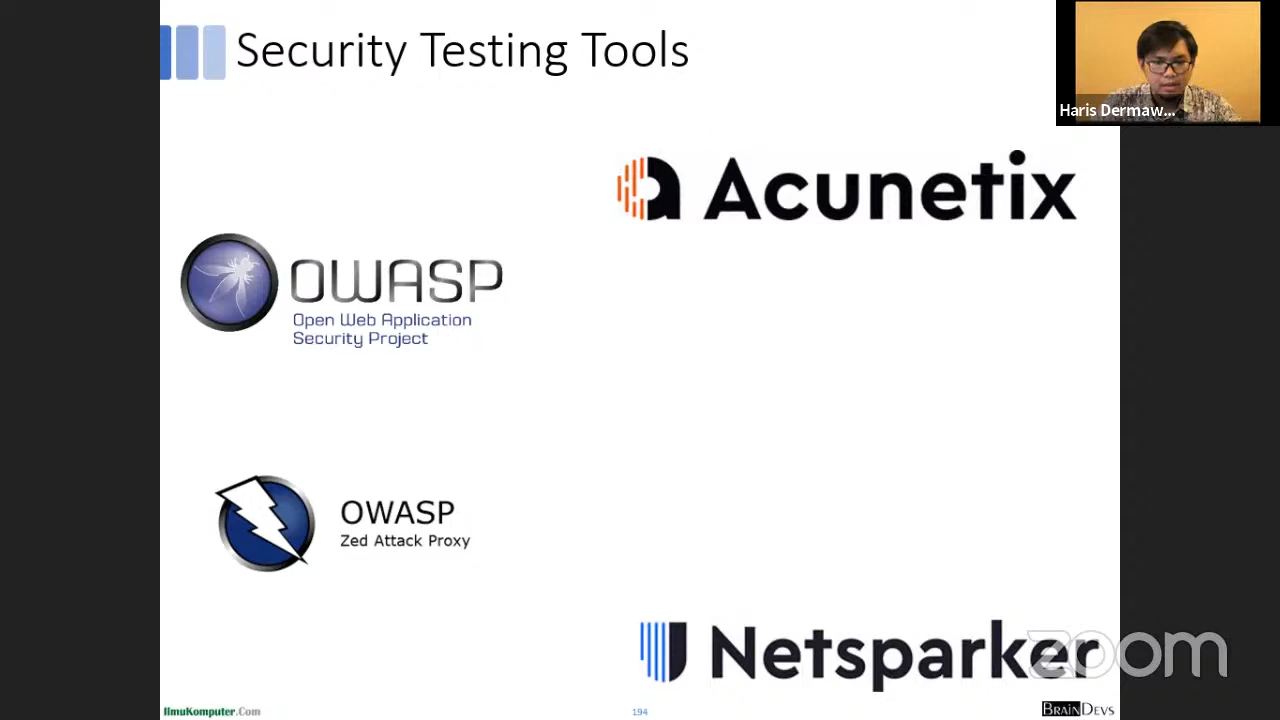 Security Testing Tools
Haris Dermaw...
Acunetix
OWASP
Open Web Application
Security Project
OWASP
Zed Attack Proxy
Netsparker
zoom
IlmuKomputer.Com
194
BRAINDEVS